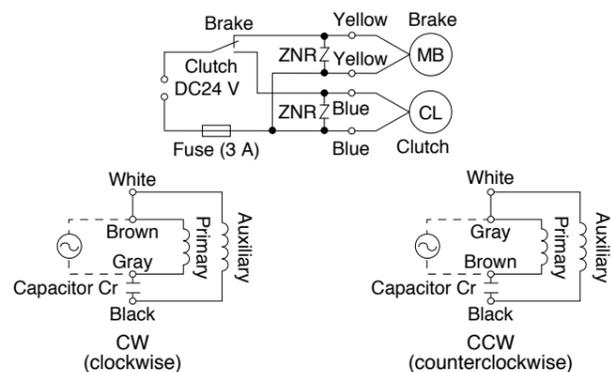 Yellow
Brake
Brake
ZNR
Yellow
MB
Clutch
DC24 V
ZNR
Blue
CL
Fuse (3 A)
Blue
Clutch
White
Brown
Primary
Auxiliary
Gray
Capacitor Cr
Black
CW
(clockwise)
White
Gray
Primary
Auxiliary
Brown
Capacitor Cr
Black
CCW
(counterclockwise)